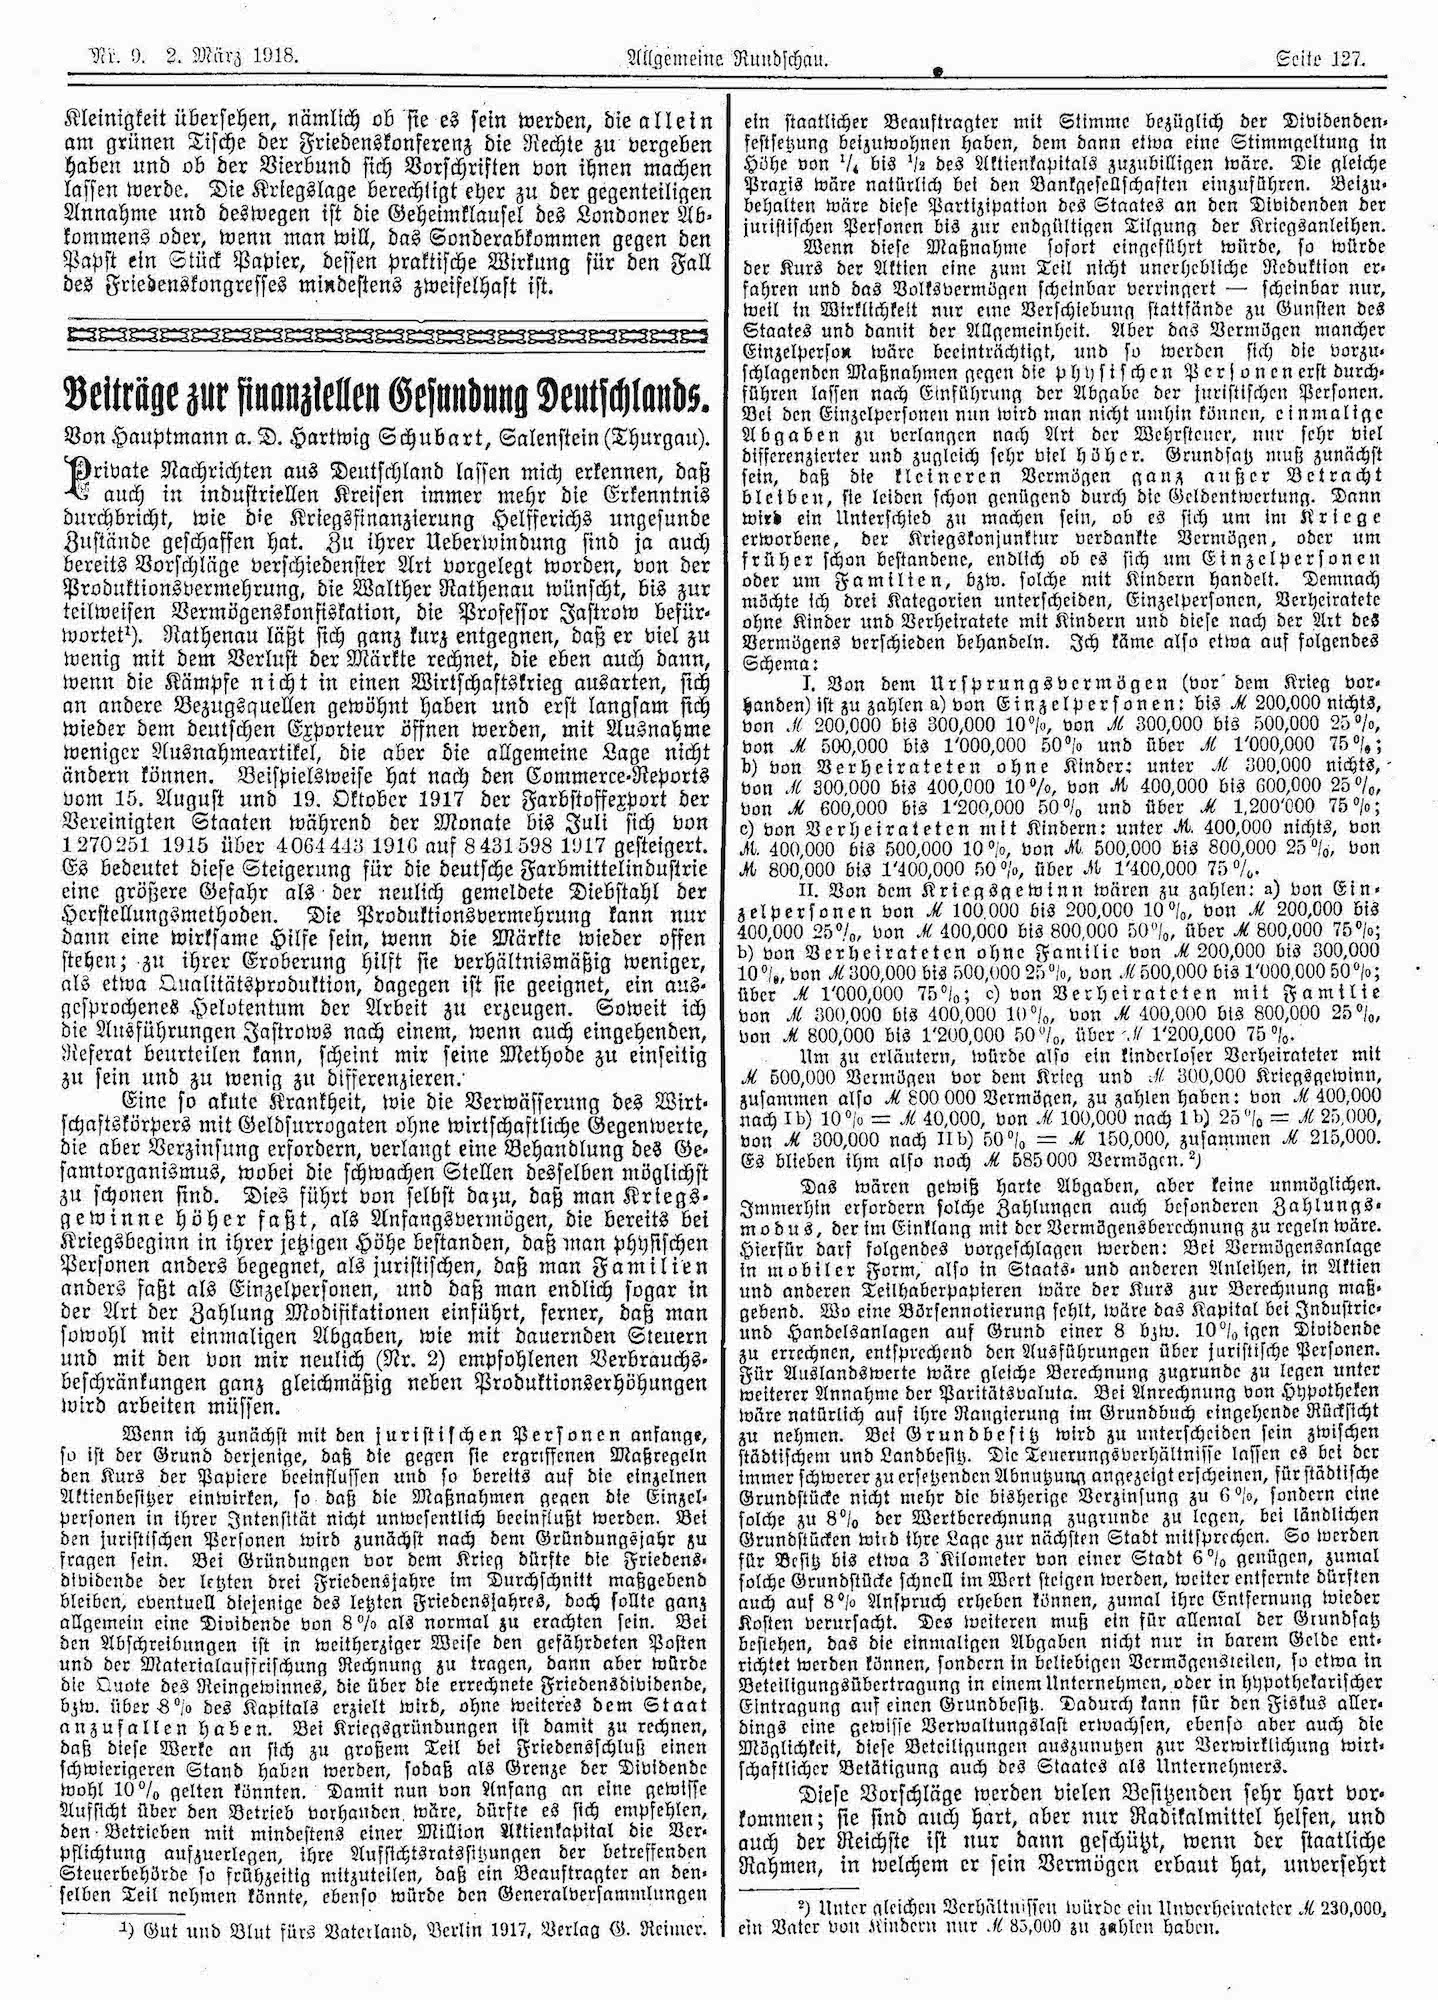 Nr. 9. 2. März 1918.
Allgemeine Rundschau.
Seite 127.
Kleinigkeit übersehen, nämlich ob sie es sein werden, die allein
am grünen Tische der Friedenskonferenz die Rechte zu vergeben
haben und ob der Vierbund sich Vorschriften von ihnen machen
lassen werde. Die Kriegslage berechtigt eher zu der gegenteiligen
Annahme und deswegen ist die Geheimklausel des Londoner Ab-
kommens oder, wenn man will, das Sonderabkommen gegen den
Papst ein Stück Papier, dessen praktische Wirkung für den Fall
des Friedenskongresses mindestens zweifelhaft ist.
Beiträge zur finanziellen Gesundung Deutschlands.
Von Hauptmann a. D. Hartwig Schubart, Salenstein (Thurgau).
Private Nachrichten aus Deutschland lassen mich erkennen, daß
auch in industriellen Kreisen immer mehr die Erkenntnis
durchbricht, wie die Kriegsfinanzierung Helfferichs ungesunde
Zustände geschaffen hat. Zu ihrer Ueberwindung sind ja auch
bereits Vorschläge verschiedenster Art vorgelegt worden, von der
Produktionsvermehrung, die Walther Rathenau wünscht, bis zur
teilweisen Vermögenskonfiskation, die Professor Jastrow befür-
wortet¹). Rathenau läßt sich ganz kurz entgegnen, daß er viel zu
wenig mit dem Verlust der Märkte rechnet, die eben auch dann,
wenn die Kämpfe nicht in einen Wirtschaftskrieg ausarten, sich
an andere Bezugsquellen gewöhnt haben und erst langsam sich
wieder dem deutschen Exporteur öffnen werden, mit Ausnahme
weniger Ausnahmeartikel, die aber die allgemeine Lage nicht
ändern können. Beispielsweise hat nach den Commerce-Reports
vom 15. August und 19. Oktober 1917 der Farbstoffexport der
Vereinigten Staaten während der Monate bis Juli sich von
1 270 251 1915 über 4 064 443 1916 auf 8 431 598 1917 gesteigert.
Es bedeutet diese Steigerung für die deutsche Farbmittelindustrie
eine größere Gefahr als der neulich gemeldete Diebstahl der
Herstellungsmethoden. Die Produktionsvermehrung kann nur
dann eine wirksame Hilfe sein, wenn die Märkte wieder offen
stehen; zu ihrer Eroberung hilft sie verhältnismäßig weniger,
als etwa Qualitätsproduktion, dagegen ist sie geeignet, ein aus-
gesprochenes Helotentum der Arbeit zu erzeugen. Soweit ich
die Ausführungen Jastrows nach einem, wenn auch eingehenden,
Referat beurteilen kann, scheint mir seine Methode zu einseitig
zu sein und zu wenig zu differenzieren.
Eine so akute Krankheit, wie die Verwässerung des Wirt-
schaftskörpers mit Geldsurrogaten ohne wirtschaftliche Gegenwerte,
die aber Verzinsung erfordern, verlangt eine Behandlung des Ge-
samtorganismus, wobei die schwachen Stellen desselben möglichst
zu schonen sind. Dies führt von selbst dazu, daß man Kriegs-
gewinne höher faßt, als Anfangsvermögen, die bereits bei
Kriegsbeginn in ihrer jetzigen Höhe bestanden, daß man physischen
Personen anders begegnet, als juristischen, daß man Familien
anders faßt als Einzelpersonen, und daß man endlich sogar in
der Art der Zahlung Modifikationen einführt, ferner, daß man
sowohl mit einmaligen Abgaben, wie mit dauernden Steuern
und mit den von mir neulich (Nr. 2) empfohlenen Verbrauchs-
beschränkungen ganz gleichmäßig neben Produktionserhöhungen
wird arbeiten müssen.
Wenn ich zunächst mit den juristischen Personen anfange,
so ist der Grund derjenige, daß die gegen sie ergriffenen Maßregeln
den Kurs der Papiere beeinflussen und so bereits auf die einzelnen
Aktienbesitzer einwirken, so daß die Maßnahmen gegen die Einzel-
personen in ihrer Intensität nicht unwesentlich beeinflußt werden. Bei
den juristischen Personen wird zunächst nach dem Gründungsjahr zu
fragen sein. Bei Gründungen vor dem Krieg dürfte die Friedens-
dividende der letzten drei Friedensjahre im Durchschnitt maßgebend
bleiben, eventuell diejenige des letzten Friedensjahres, doch sollte ganz
allgemein eine Dividende von 8% als normal zu erachten sein. Bei
den Abschreibungen ist in weitherziger Weise den gefährdeten Posten
und der Materialauffrischung Rechnung zu tragen, dann aber würde
die Quote des Reingewinnes, die über die errechnete Friedensdividende,
bzw. über 8% des Kapitals erzielt wird, ohne weiteres dem Staat
anzufallen haben. Bei Kriegsgründungen ist damit zu rechnen,
daß diese Werke an sich zu großem Teil bei Friedensschluß einen
schwierigeren Stand haben werden, sodaß als Grenze der Dividende
wohl 10% gelten könnten. Damit nun von Anfang an eine gewisse
Aufsicht über den Betrieb vorhanden wäre, dürfte es sich empfehlen,
den Betrieben mit mindestens einer Million Aktienkapital die Ver-
pflichtung aufzuerlegen, ihre Aufsichtsratssitzungen der betreffenden
Steuerbehörde so frühzeitig mitzuteilen, daß ein Beauftragter an den-
selben Teil nehmen könnte, ebenso würde den Generalversammlungen
¹) Gut und Blut fürs Vaterland, Berlin 1917, Verlag G. Reimer.
ein staatlicher Beauftragter mit Stimme bezüglich der Dividenden-
festsetzung beizuwohnen haben, dem dann etwa eine Stimmgeltung in
Höhe von ¼ bis ½ des Aktienkapitals zuzubilligen wäre. Die gleiche
Praxis wäre natürlich bei den Bankgesellschaften einzuführen. Beizu-
behalten wäre diese Partizipation des Staates an den Dividenden der
juristischen Personen bis zur endgültigen Tilgung der Kriegsanleihen.
Wenn diese Maßnahme sofort eingeführt würde, so würde
der Kurs der Aktien eine zum Teil nicht unerhebliche Reduktion er-
fahren und das Volksvermögen scheinbar verringert — scheinbar nur,
weil in Wirklichkeit nur eine Verschiebung stattfände zu Gunsten des
Staates und damit der Allgemeinheit. Aber das Vermögen mancher
Einzelperson wäre beeinträchtigt, und so werden sich die vorzu-
schlagenden Maßnahmen gegen die physischen Personen erst durch-
führen lassen nach Einführung der Abgabe der juristischen Personen.
Bei den Einzelpersonen nun wird man nicht umhin können, einmalige
Abgaben zu verlangen nach Art der Wehrsteuer, nur sehr viel
differenzierter und zugleich sehr viel höher. Grundsatz muß zunächst
sein, daß die kleineren Vermögen ganz außer Betracht
bleiben, sie leiden schon genügend durch die Geldentwertung. Dann
wird ein Unterschied zu machen sein, ob es sich um im Kriege
erworbene, der Kriegskonjunktur verdankte Vermögen, oder um
früher schon bestandene, endlich ob es sich um Einzelpersonen
oder um Familien, bzw. solche mit Kindern handelt. Demnach
möchte ich drei Kategorien unterscheiden, Einzelpersonen, Verheiratete
ohne Kinder und Verheiratete mit Kindern und diese nach der Art des
Vermögens verschieden behandeln. Ich käme also etwa auf folgendes
Schema:
I. Von dem Ursprungsvermögen (vor dem Krieg vor-
handen) ist zu zahlen a) von Einzelpersonen: bis M 200,000 nichts,
von M 200,000 bis 300,000 10%, von M 300,000 bis 500,000 25%,
von M 500,000 bis 1'000,000 50% und über M 1'000,000 75%;
b) von Verheirateten ohne Kinder: unter M 300,000 nichts,
von M 300,000 bis 400,000 10%, von M 400,000 bis 600,000 25%,
von M 600,000 bis 1'200,000 50% und über M 1,200'000 75%;
c) von Verheirateten mit Kindern: unter M. 400,000 nichts, von
M. 400,000 bis 500,000 10%, von M. 500,000 bis 800,000 25%, von
M 800,000 bis 1'400,000 50%, über M 1'400,000 75%.
II. Von dem Kriegsgewinn wären zu zahlen: a) von Ein-
zelpersonen von M 100,000 bis 200,000 10%, von M 200,000 bis
400,000 25%, von M 400,000 bis 800,000 50%, über M 800,000 75%;
b) von Verheirateten ohne Familie von M 200,000 bis 300,000
10%, von M 300,000 bis 500,000 25%, von M 500,000 bis 1'000,000 50%;
über M 1'000,000 75%; c) von Verheirateten mit Familie
von M 300,000 bis 400,000 10%, von M 400,000 bis 800,000 25%,
von M 800,000 bis 1'200,000 50%, über M 1'200,000 75%.
Um zu erläutern, würde also ein kinderloser Verheirateter mit
M 500,000 Vermögen vor dem Krieg und M 300,000 Kriegsgewinn,
zusammen also M 800 000 Vermögen, zu zahlen haben: von M 400,000
nach Ib) 10% = M 40,000, von M 100,000 nach Ib) 25% = M 25,000,
von M 300,000 nach IIb) 50% = M 150,000, zusammen M 215,000.
Es blieben ihm also noch M 585 000 Vermögen.²)
Das wären gewiß harte Abgaben, aber keine unmöglichen.
Immerhin erfordern solche Zahlungen auch besonderen Zahlungs-
modus, der im Einklang mit der Vermögensberechnung zu regeln wäre.
Hierfür darf folgendes vorgeschlagen werden: Bei Vermögensanlage
in mobiler Form, also in Staats- und anderen Anleihen, in Aktien
und anderen Teilhaberpapieren wäre der Kurs zur Berechnung maß-
gebend. Wo eine Börsennotierung fehlt, wäre das Kapital bei Industrie-
und Handelsanlagen auf Grund einer 8 bzw. 10%igen Dividende
zu errechnen, entsprechend den Ausführungen über juristische Personen.
Für Auslandswerte wäre gleiche Berechnung zugrunde zu legen unter
weiterer Annahme der Paritätsvaluta. Bei Anrechnung von Hypotheken
wäre natürlich auf ihre Rangierung im Grundbuch eingehende Rücksicht
zu nehmen. Bei Grundbesitz wird zu unterscheiden sein zwischen
städtischem und Landbesitz. Die Teuerungsverhältnisse lassen es bei der
immer schwerer zu ersetzenden Abnutzung angezeigt erscheinen, für städtische
Grundstücke nicht mehr die bisherige Verzinsung zu 6%, sondern eine
solche zu 8% der Wertberechnung zugrunde zu legen, bei ländlichen
Grundstücken wird ihre Lage zur nächsten Stadt mitsprechen. So werden
für Besitz bis etwa 3 Kilometer von einer Stadt 6% genügen, zumal
solche Grundstücke schnell im Wert steigen werden, weiter entfernte dürften
auch auf 8% Anspruch erheben können, zumal ihre Entfernung wieder
Kosten verursacht. Des weiteren muß ein für allemal der Grundsatz
bestehen, das die einmaligen Abgaben nicht nur in barem Gelde ent-
richtet werden können, sondern in beliebigen Vermögensteilen, so etwa in
Beteiligungsübertragung in einem Unternehmen, oder in hypothekarischer
Eintragung auf einen Grundbesitz. Dadurch kann für den Fiskus aller-
dings eine gewisse Verwaltungslast erwachsen, ebenso aber auch die
Möglichkeit, diese Beteiligungen auszunutzen zur Verwirklichung wirt-
schaftlicher Betätigung auch des Staates als Unternehmers.
Diese Vorschläge werden vielen Besitzenden sehr hart vor-
kommen; sie sind auch hart, aber nur Radikalmittel helfen, und
auch der Reichste ist nur dann geschützt, wenn der staatliche
Rahmen, in welchem er sein Vermögen erbaut hat, unversehrt
²) Unter gleichen Verhältnissen würde ein Unverheirateter M 230,000,
ein Vater von Kindern nur M 85,000 zu zahlen haben.